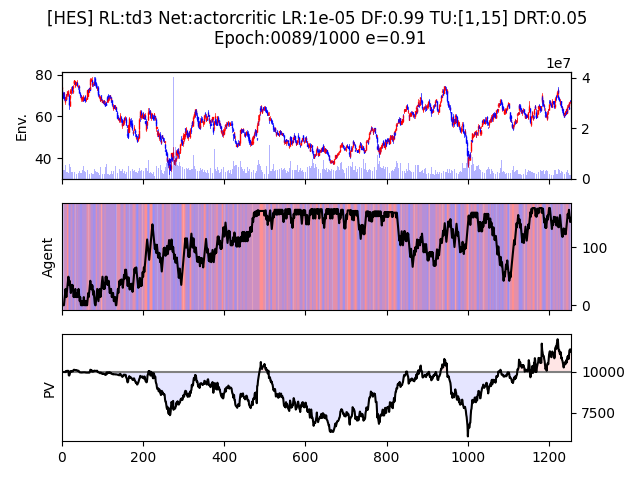 [HES] RL:td3 Net:actorcritic LR:1e-05 DF:0.99 TU:[1,15] DRT:0.05
Epoch:0089/1000 e=0.91
1e7
80
60
40
Env.
4
2
0
Agent
100
0
PV
10000
7500
0 200 400 600 800 1000 1200